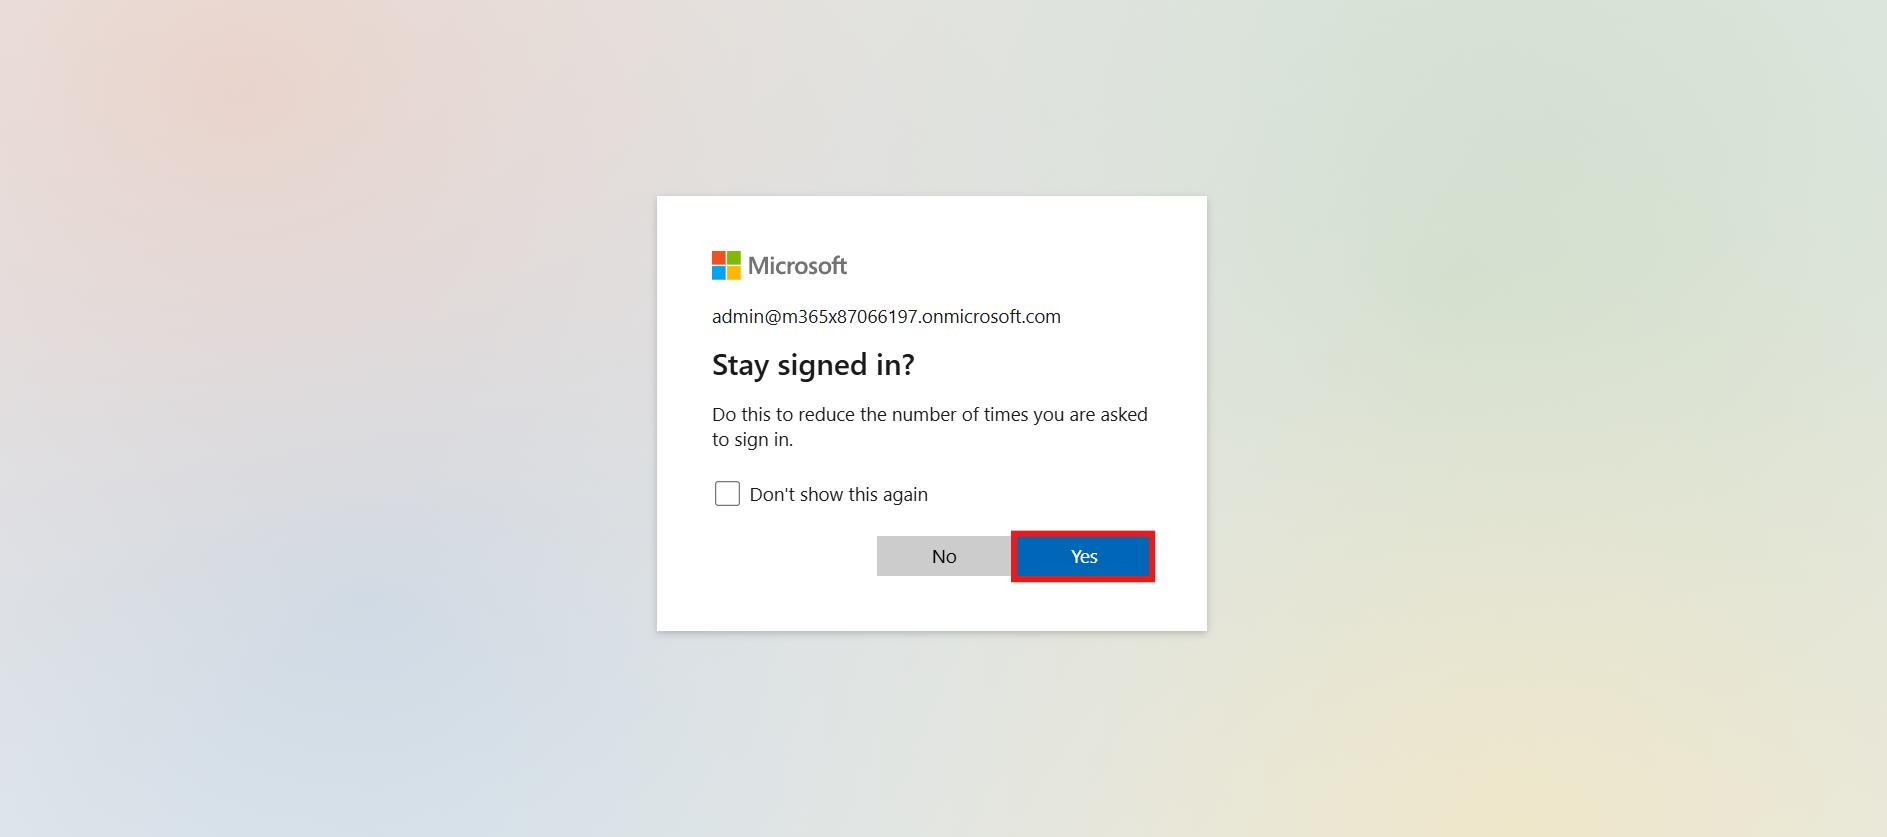 Microsoft
admin@m365x87066197.onmicrosoft.com
Stay signed in?
Do this to reduce the number of times you are asked
to sign in.
Don't show this again
No
Yes